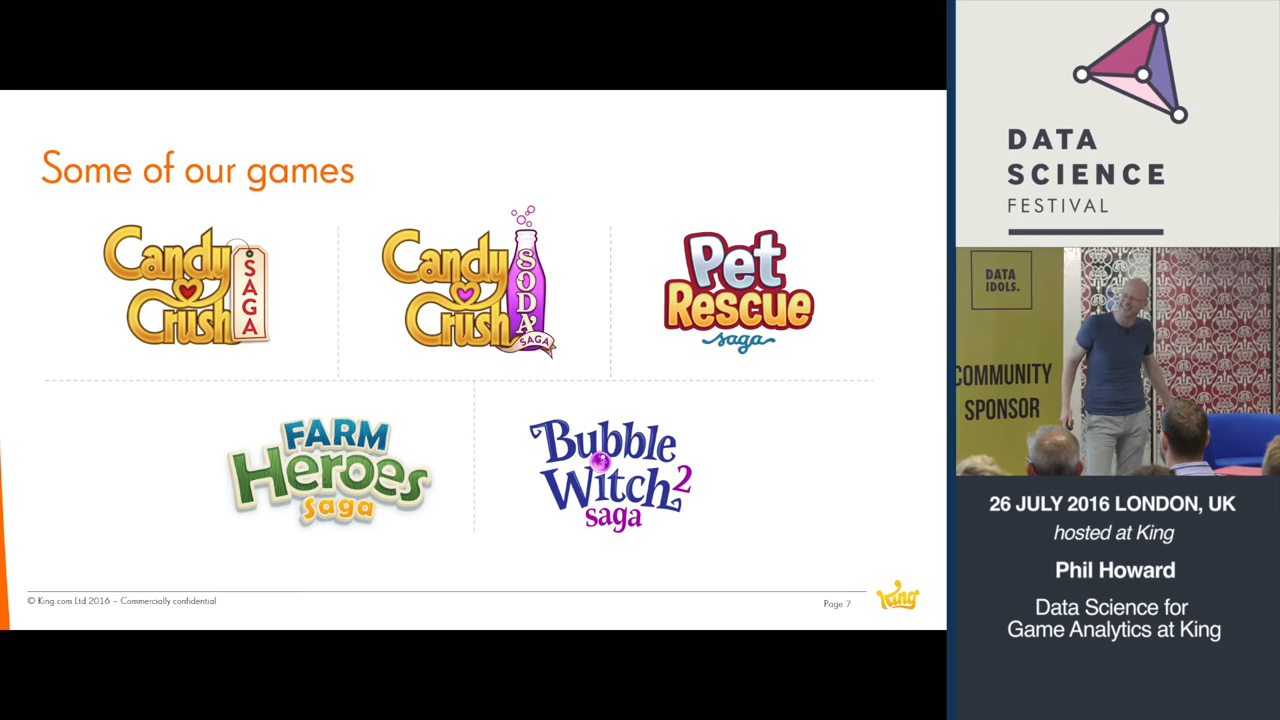 Some of our games
Candy
Crush
SAGA
Candy
Crush
SODA
SAGA
Pet
Rescue
saga
FARM
Heroes
saga
Bubble
Witch 2
saga
© King.com Ltd 2016 – Commercially confidential
Page 7
King
DATA
SCIENCE
FESTIVAL
DATA
IDOLS.
COMMUNITY
SPONSOR
26 JULY 2016 LONDON, UK
hosted at King
Phil Howard
Data Science for
Game Analytics at King